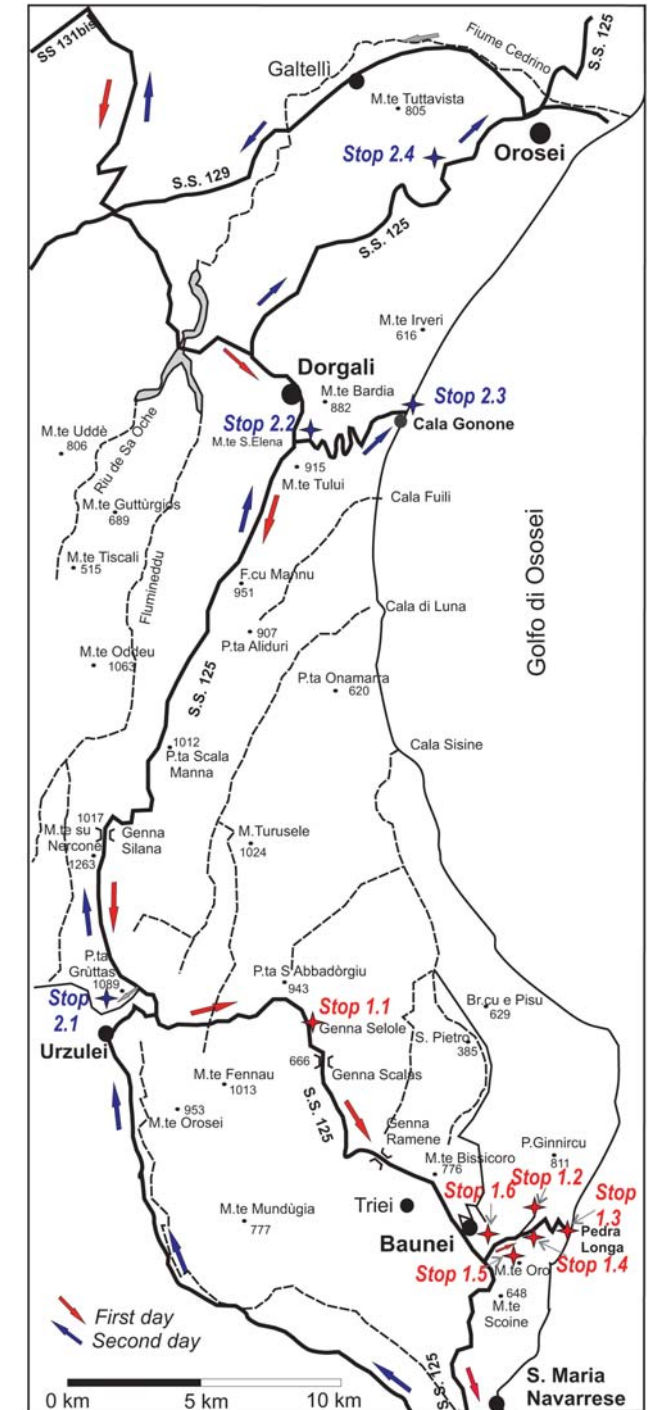 SS 131bis
S.S. 125
Fiume Cedrino
Galtellì
M.te Tuttavista
805
Stop 2.4
Orosei
S.S. 129
S.S. 125
M.te Irveri
616
Dorgali
M.te Bardia
882
Stop 2.3
Stop 2.2
Cala Gonone
M.te S.Elena
M.te Uddè
806
Riu de Sa Oche
915
M.te Tului
M.te Guttùrgios
689
Cala Fuili
M.te Tiscali
515
Flumineddu
F.cu Mannu
951
Golfo di Ososei
Cala di Luna
907
P.ta Aliduri
M.te Oddeu
1063
S.S. 125
P.ta Onamarra
620
1012
P.ta Scala
Manna
Cala Sisine
1017
M.te su
Nercone
1263
Genna
Silana
M.Turusele
1024
P.ta
Grùttas
1089
P.ta S Abbadòrgiu
943
Stop
2.1
Stop 1.1
Genna Selole
Br.cu e Pisu
629
Urzulei
S. Pietro
385
666
Genna Scalas
M.te Fennau
1013
953
M.te Orosei
S.S. 125
Genna
Ramene
P.Ginnircu
811
M.te Bissicoro
776
Stop 1.6
Stop 1.2
Stop
1.3
Triei
M.te Mundùgia
777
Baunei
Pedra
Longa
Stop 1.5
Stop 1.4
M.te Oro
648
M.te
Scoine
First day
Second day
S.S. 125
S. Maria
Navarrese
0 km
5 km
10 km